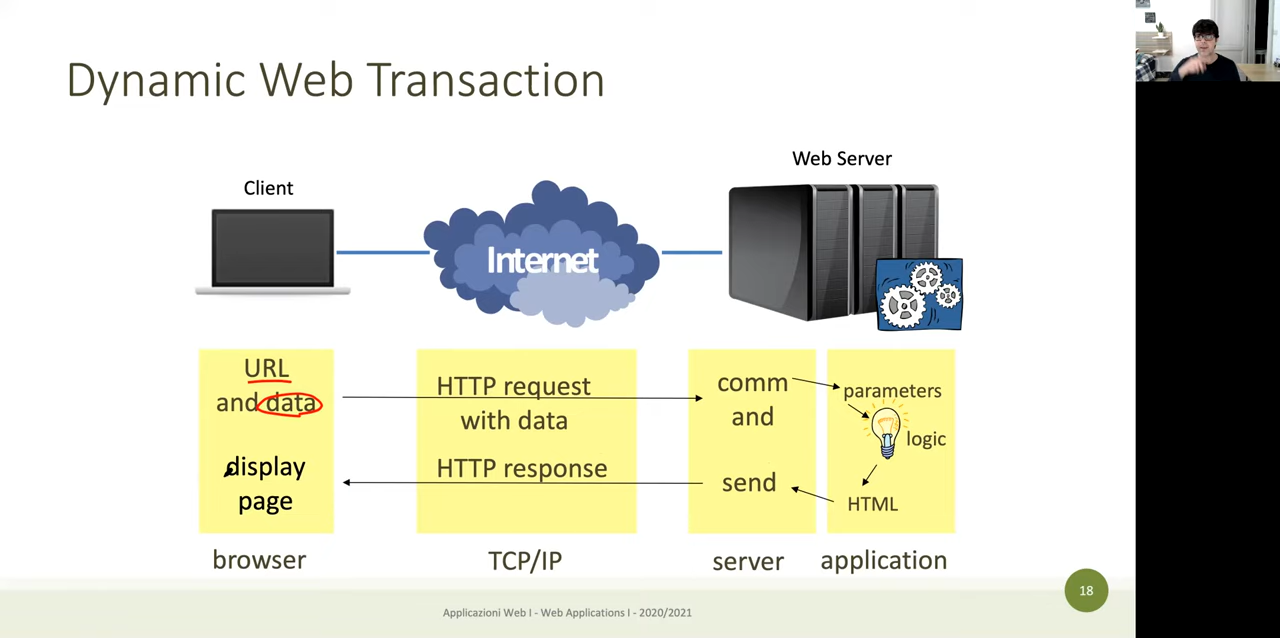 Dynamic Web Transaction
Web Server
Client
Internet
URL
and data
HTTP request
with data
comm
and
parameters
logic
display
page
HTTP response
send
HTML
browser
TCP/IP
server
application
18
Applicazioni Web I - Web Applications I - 2020/2021